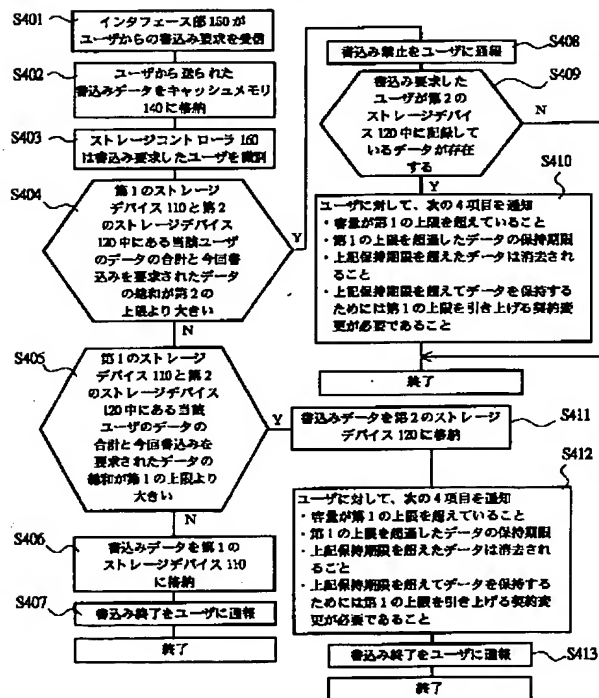 S401
インタフェース部150が
ユーザからの書込み要求を受信
S402
ユーザから送られた
書込みデータをキャッシュメモリ
140に格納
S403
ストレージコントローラ160
は書込み要求したユーザを識別
S404
第1のストレージ
デバイス110と第2
のストレージデバイス
120中にある当該ユーザ
のデータの合計と今回書
込みを要求されたデータ
の総和が第2の
上限より大きい
Y
N
S405
第1のストレージ
デバイス110と第2
のストレージデバイス
120中にある当該
ユーザのデータの
合計と今回書込みを
要求されたデータの
総和が第1の上限より
大きい
Y
N
S406
書込みデータを第1の
ストレージデバイス110
に格納
S407
書込み終了をユーザに通報
終了
S408
書込み禁止をユーザに通報
S409
書込み要求した
ユーザが第2の
ストレージデバイ
ス120中に記録して
いるデータが存在
する
N
Y
S410
ユーザに対して、次の4項目を通知
・容量が第1の上限を超えていること
・第1の上限を超過したデータの保持期限
・上記保持期限を超えたデータは消去され
ること
・上記保持期限を超えてデータを保持する
ためには第1の上限を引き上げる契約変
更が必要であること
終了
S411
書込みデータを第2のストレージ
デバイス120に格納
S412
ユーザに対して、次の4項目を通知
・容量が第1の上限を超えていること
・第1の上限を超過したデータの保持期限
・上記保持期限を超えたデータは消去され
ること
・上記保持期限を超えてデータを保持する
ためには第1の上限を引き上げる契約変
更が必要であること
S413
書込み終了をユーザに通報
終了